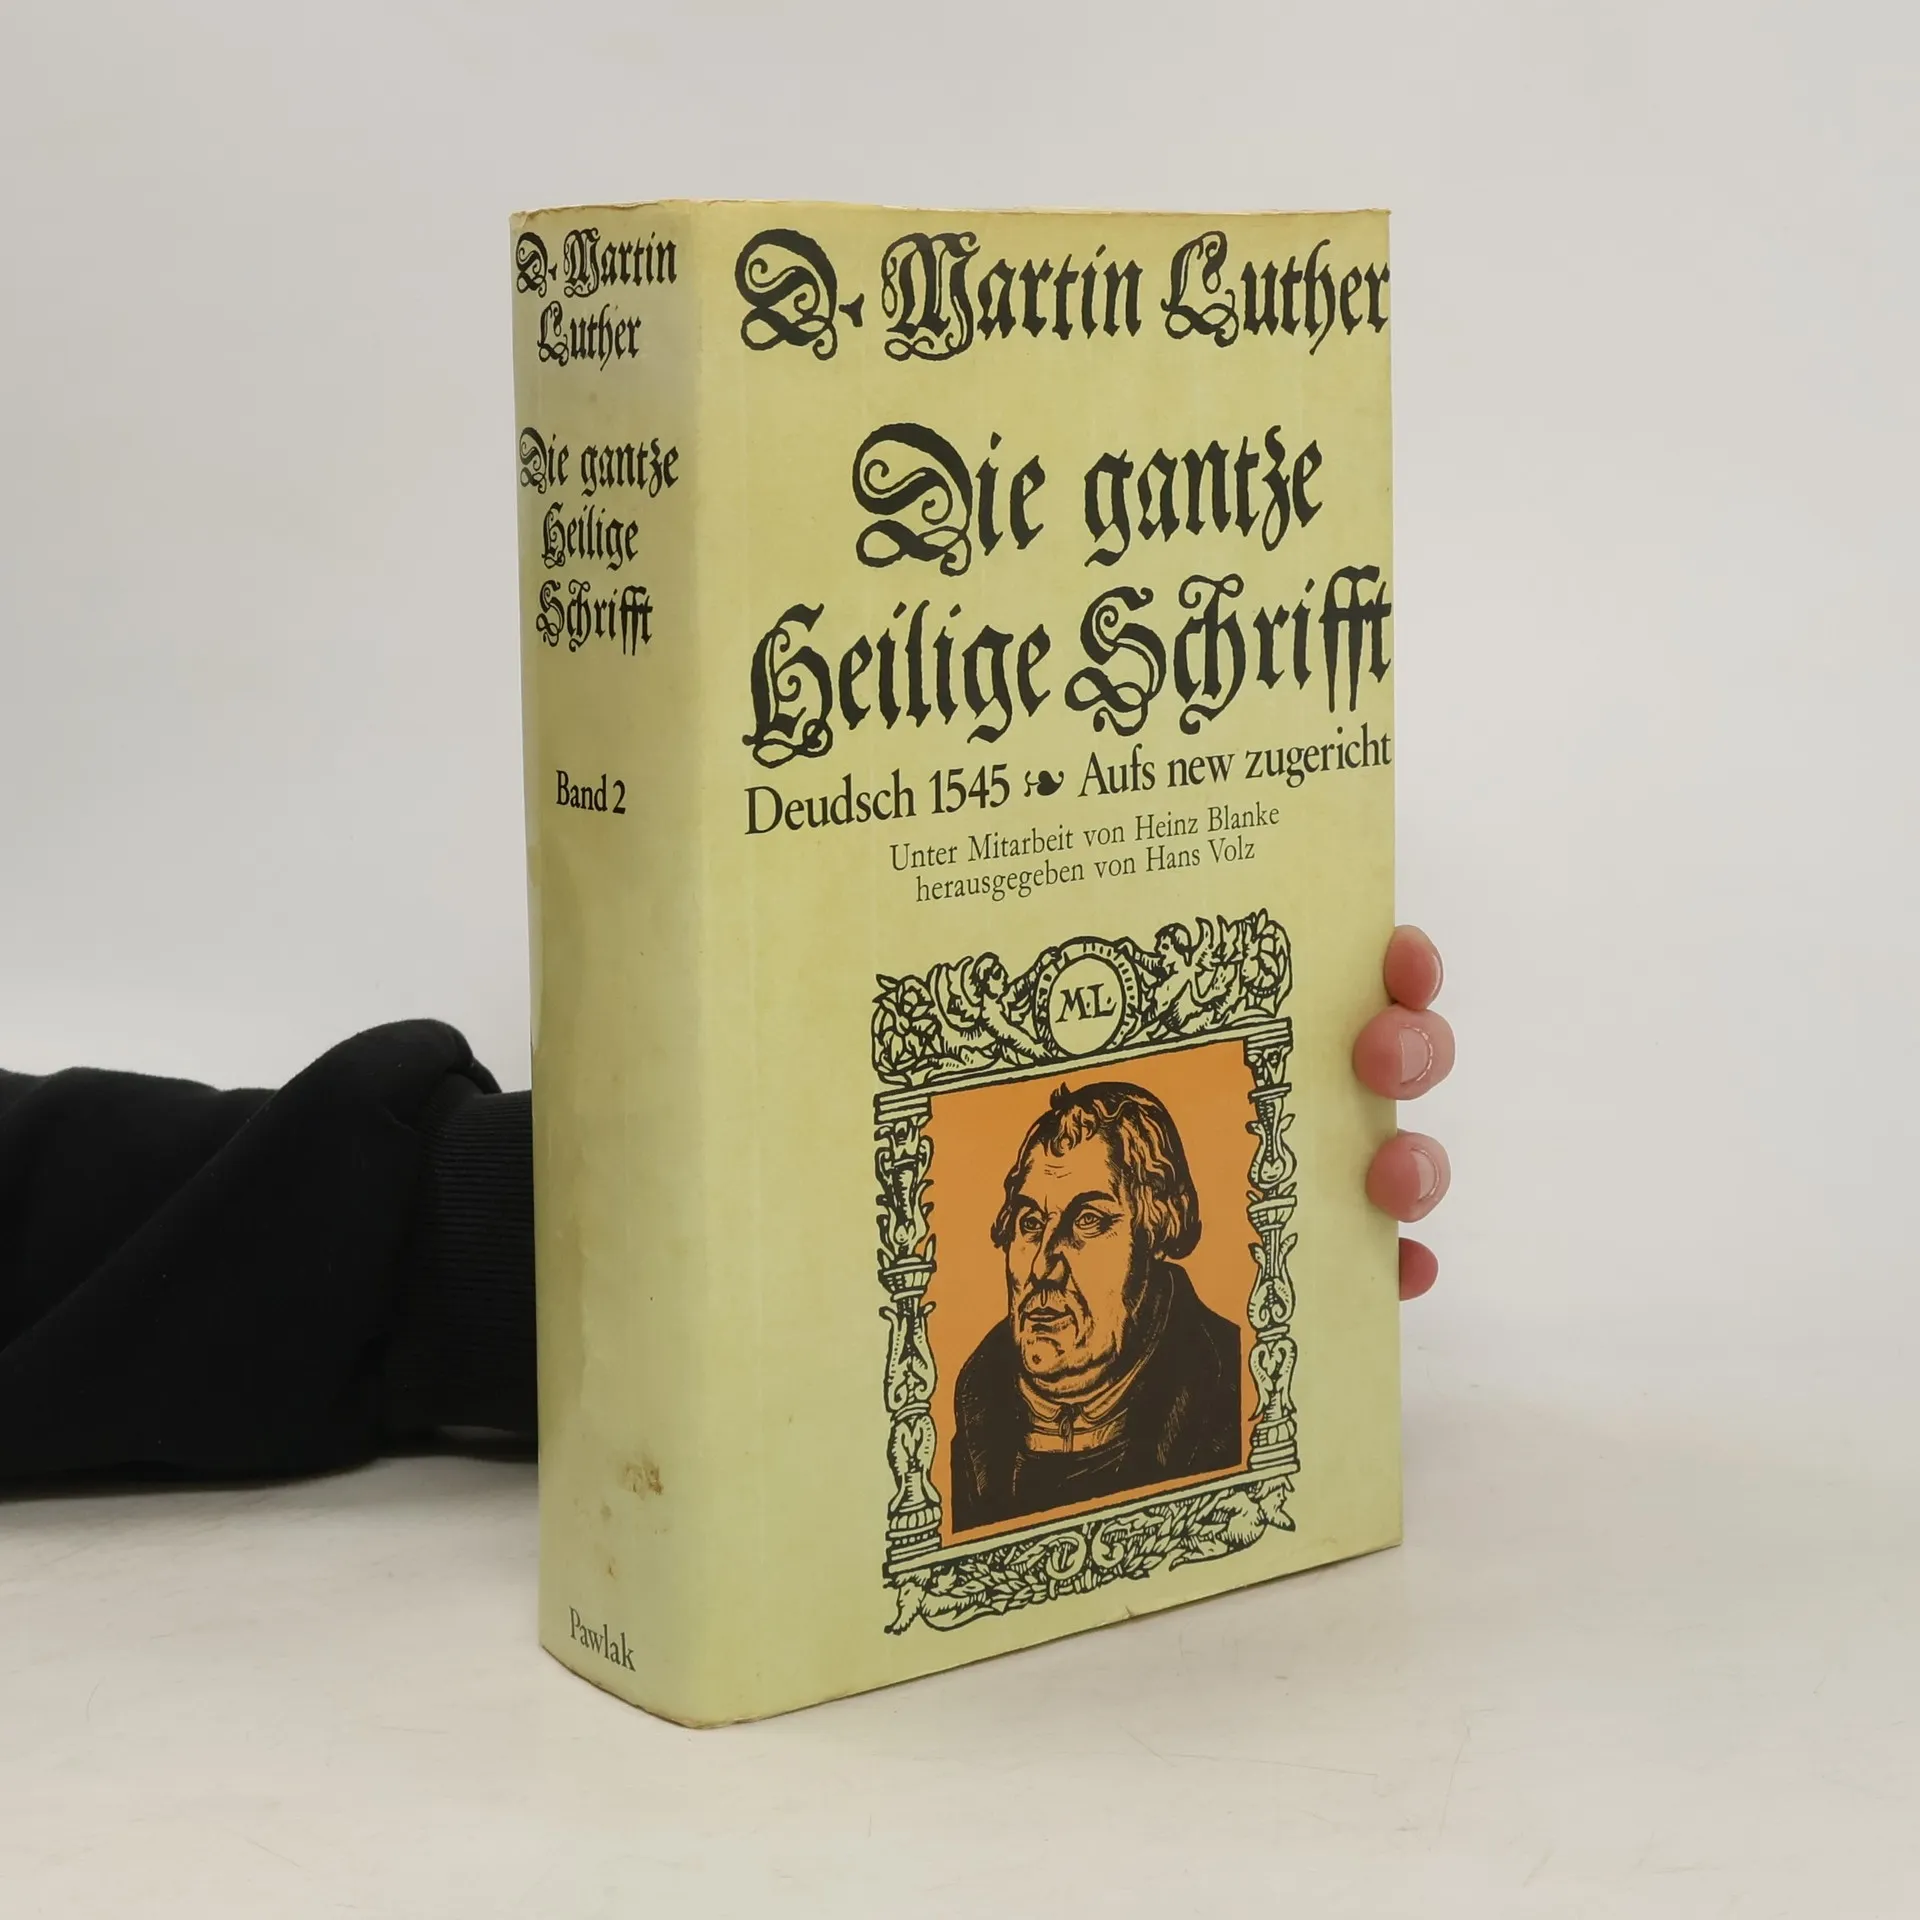 D. Martin
Luther
Die gantze
Heilige
Schrifft
Band 2
Pawlak
D. Martin Luther
Die gantze
Heilige Schrifft
Deudsch 1545 ❧ Aufs new zugericht
Unter Mitarbeit von Heinz Blanke
herausgegeben von Hans Volz
M·L·